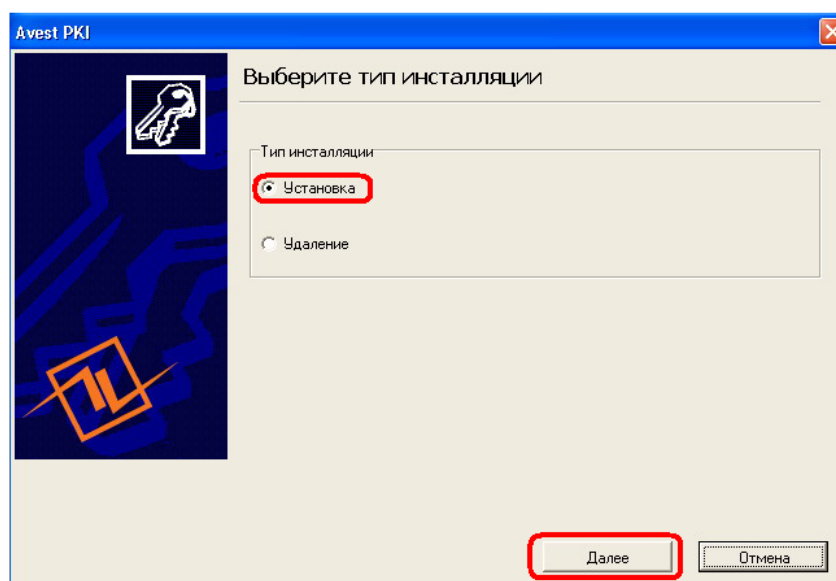 Avest PKI
Выберите тип инсталляции
Тип инсталляции
Установка
Удаление
Далее
Отмена